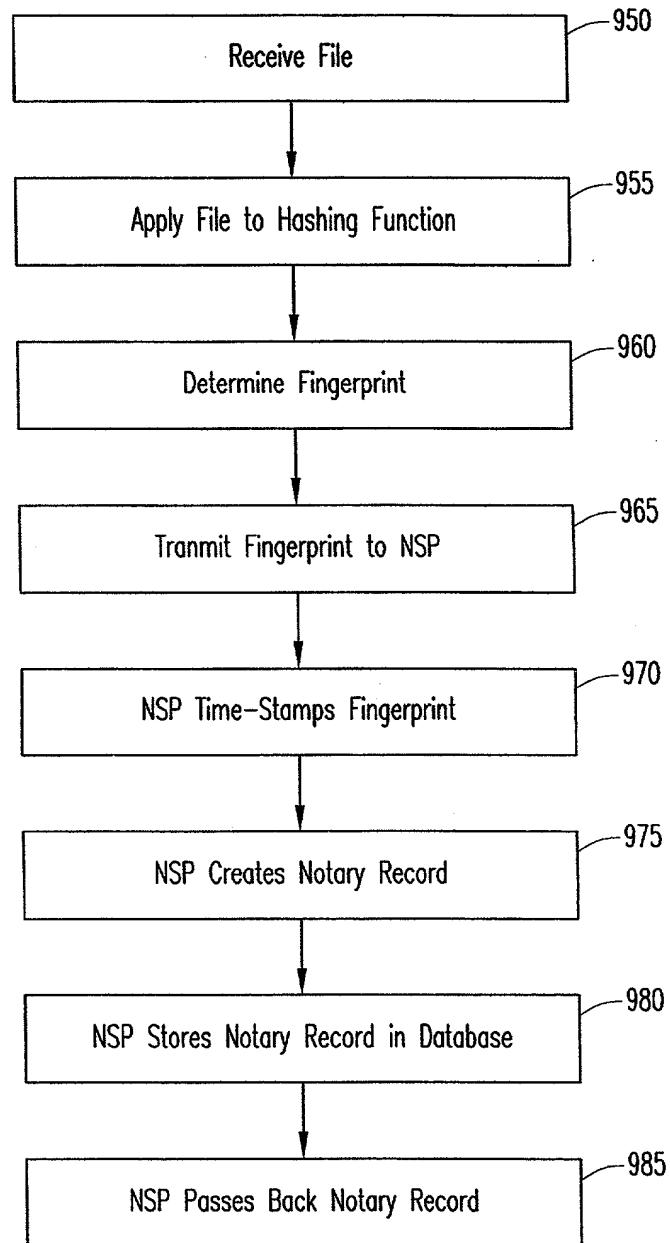 950
Receive File
955
Apply File to Hashing Function
960
Determine Fingerprint
965
Tranmit Fingerprint to NSP
970
NSP Time-Stamps Fingerprint
975
NSP Creates Notary Record
980
NSP Stores Notary Record in Database
985
NSP Passes Back Notary Record